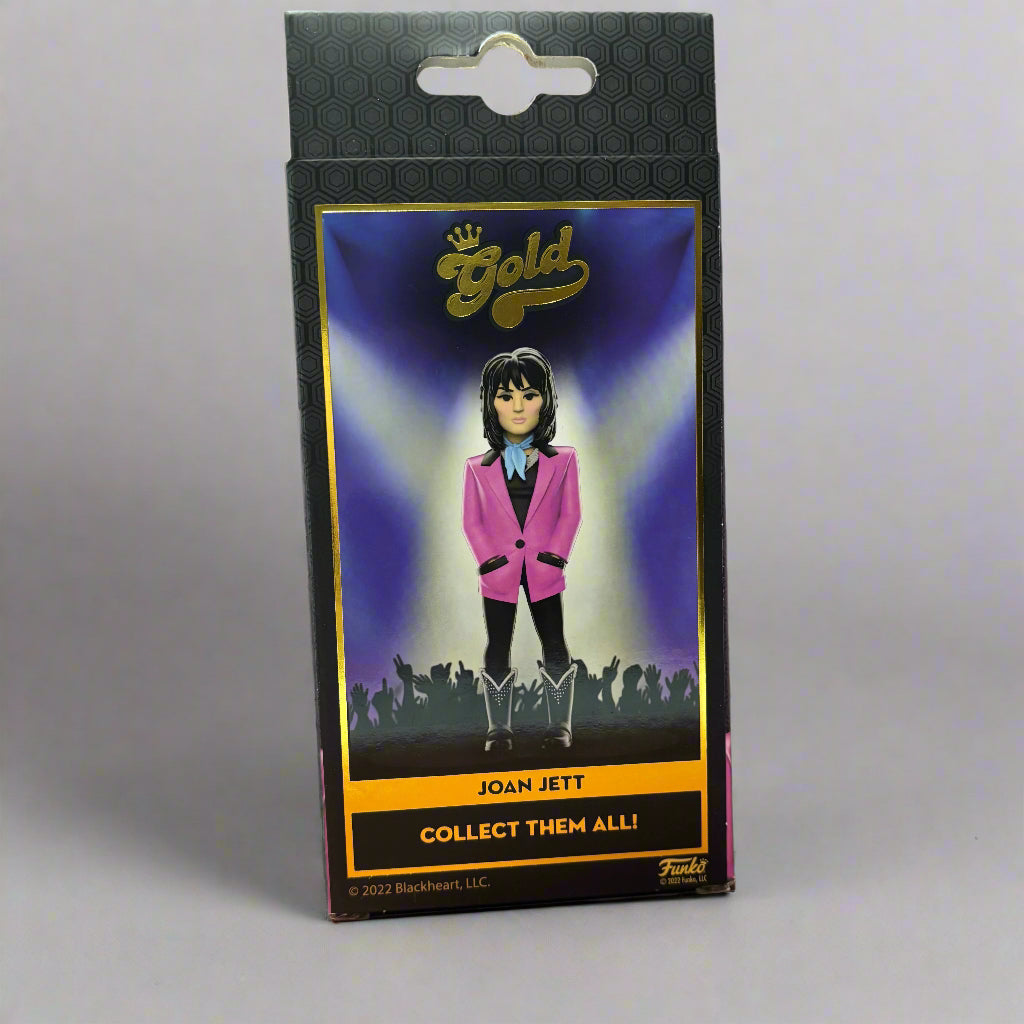 Gold
JOAN JETT
COLLECT THEM ALL!
© 2022 Blackheart, LLC.
Funko
© 2022 Funko, LLC